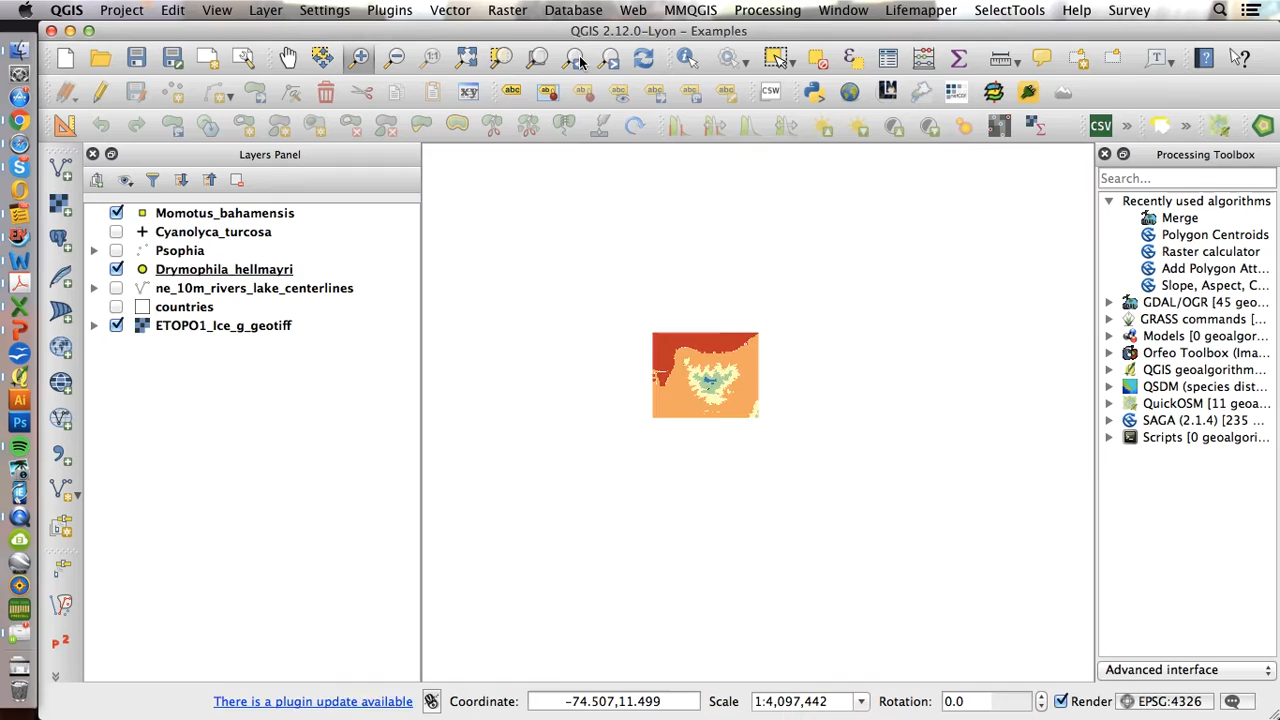 QGIS Project Edit View Layer Settings Plugins Vector Raster Database Web MMQGIS Processing Window Lifemapper SelectTools Help Survey
QGIS 2.12.0-Lyon – Examples
Layers Panel
Momotus_bahamensis
Cyanolyca_turcosa
Psophia
Drymophila_hellmayri
ne_10m_rivers_lake_centerlines
countries
ETOPO1_Ice_g_geotiff
Processing Toolbox
Search...
Recently used algorithms
Merge
Polygon Centroids
Raster calculator
Add Polygon Att...
Slope, Aspect, C...
GDAL/OGR [45 geo...
GRASS commands [...
Models [0 geoalgor...
Orfeo Toolbox (Ima...
QGIS geoalgorithm...
QSDM (species dist...
QuickOSM [11 geoa...
SAGA (2.1.4) [235 ...
Scripts [0 geoalgori...
Advanced interface
There is a plugin update available Coordinate: -74.507,11.499 Scale 1:4,097,442 Rotation: 0.0 Render EPSG:4326